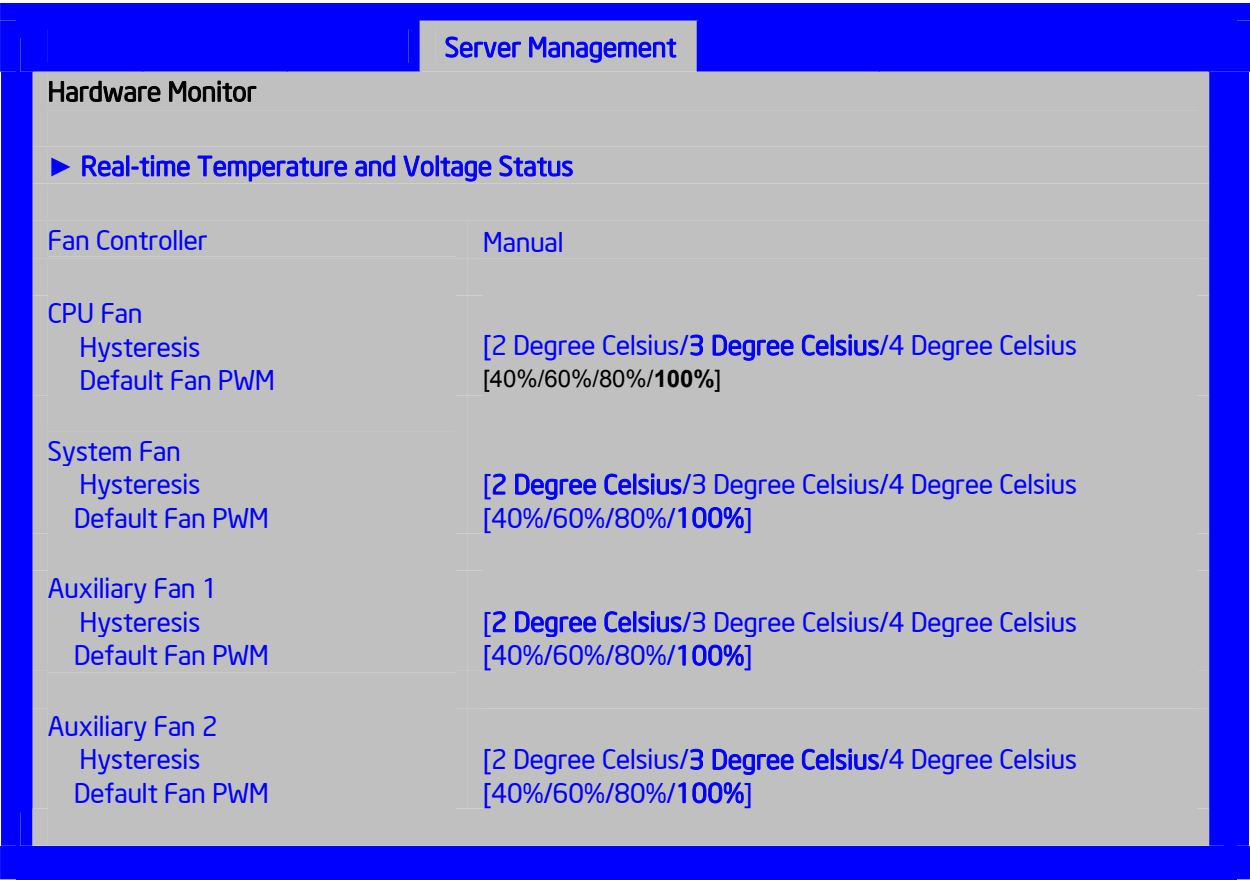 Server Management
Hardware Monitor
► Real-time Temperature and Voltage Status
Fan Controller Manual
CPU Fan
Hysteresis [2 Degree Celsius/3 Degree Celsius/4 Degree Celsius
Default Fan PWM [40%/60%/80%/100%]
System Fan
Hysteresis [2 Degree Celsius/3 Degree Celsius/4 Degree Celsius
Default Fan PWM [40%/60%/80%/100%]
Auxiliary Fan 1
Hysteresis [2 Degree Celsius/3 Degree Celsius/4 Degree Celsius
Default Fan PWM [40%/60%/80%/100%]
Auxiliary Fan 2
Hysteresis [2 Degree Celsius/3 Degree Celsius/4 Degree Celsius
Default Fan PWM [40%/60%/80%/100%]